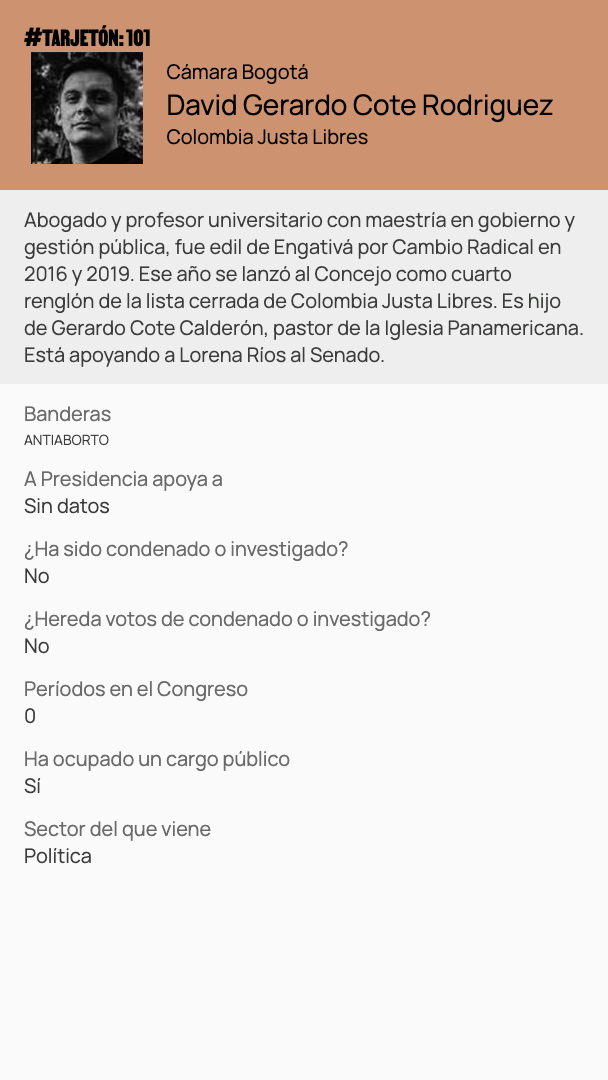 #TARJETÓN: 101
Cámara Bogotá
David Gerardo Cote Rodriguez
Colombia Justa Libres
Abogado y profesor universitario con maestría en gobierno y
gestión pública, fue edil de Engativá por Cambio Radical en
2016 y 2019. Ese año se lanzó al Concejo como cuarto
renglón de la lista cerrada de Colombia Justa Libres. Es hijo
de Gerardo Cote Calderón, pastor de la Iglesia Panamericana.
Está apoyando a Lorena Ríos al Senado.
Banderas
ANTIABORTO
A Presidencia apoya a
Sin datos
¿Ha sido condenado o investigado?
No
¿Hereda votos de condenado o investigado?
No
Períodos en el Congreso
0
Ha ocupado un cargo público
Sí
Sector del que viene
Política